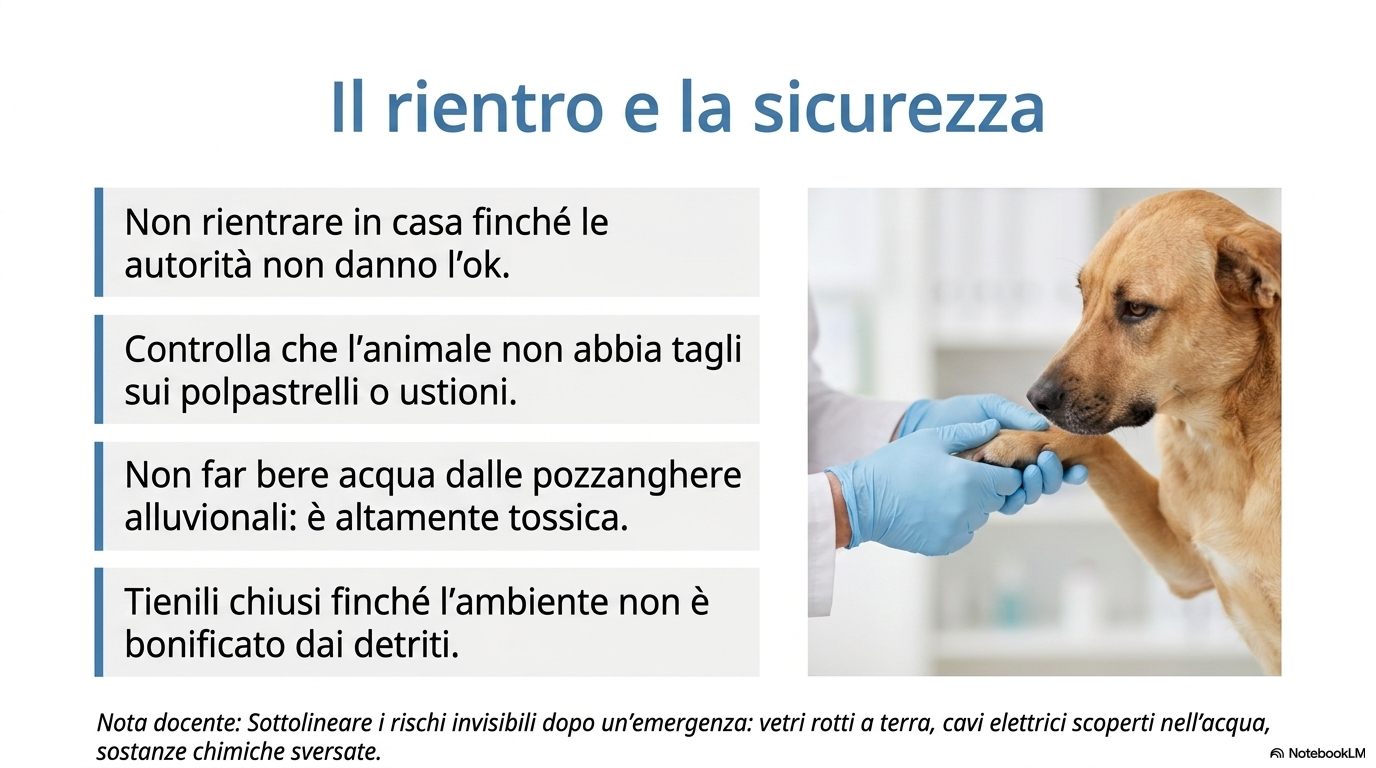 Il rientro e la sicurezza
Non rientrare in casa finché le
autorità non danno l’ok.
Controlla che l’animale non abbia tagli
sui polpastrelli o ustioni.
Non far bere acqua dalle pozzanghere
alluvionali: è altamente tossica.
Tienili chiusi finché l’ambiente non è
bonificato dai detriti.
Nota docente: Sottolineare i rischi invisibili dopo un’emergenza: vetri rotti a terra, cavi elettrici scoperti nell’acqua,
sostanze chimiche sversate.
NotebookLM